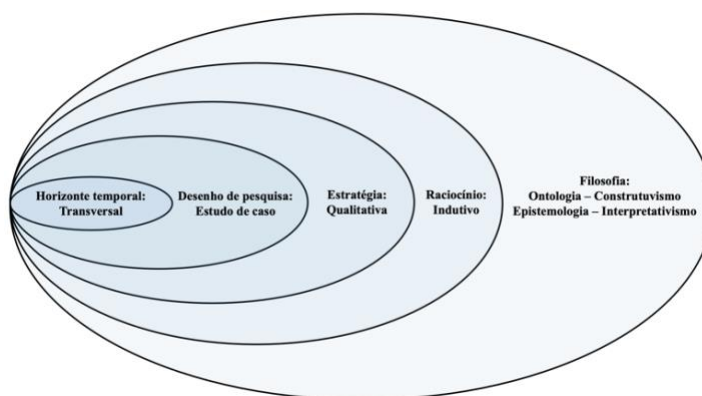 Horizonte temporal:
Transversal
Desenho de pesquisa:
Estudo de caso
Estratégia:
Qualitativa
Raciocínio:
Indutivo
Filosofia:
Ontologia – Construtuvismo
Epistemologia – Interpretativismo